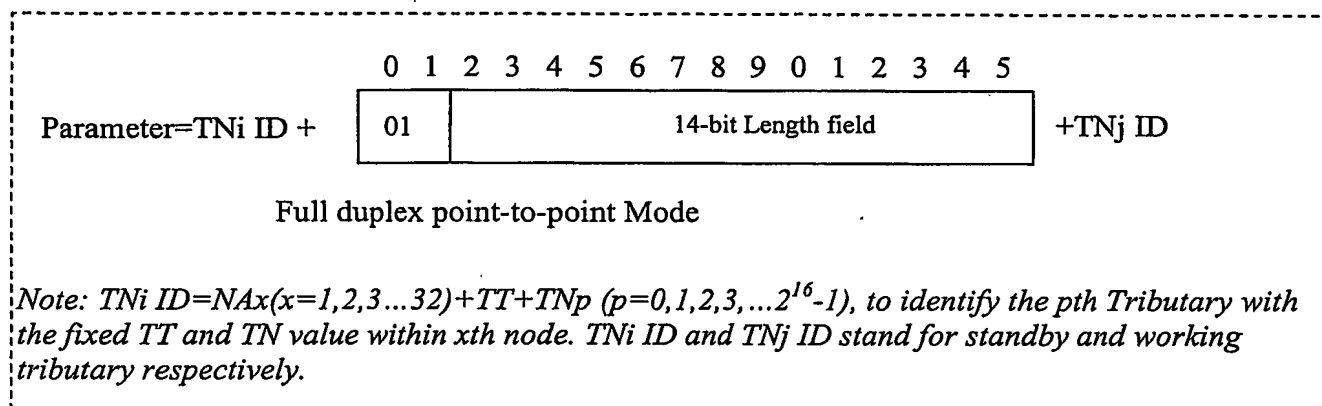 0 1 2 3 4 5 6 7 8 9 0 1 2 3 4 5
Parameter=TNi ID + 01 14-bit Length field +TNj ID
Full duplex point-to-point Mode
Note: TNi ID=NAx(x=1,2,3...32)+TT+TNp (p=0,1,2,3,...2^16-1), to identify the pth Tributary with
the fixed TT and TN value within xth node. TNi ID and TNj ID stand for standby and working
tributary respectively.